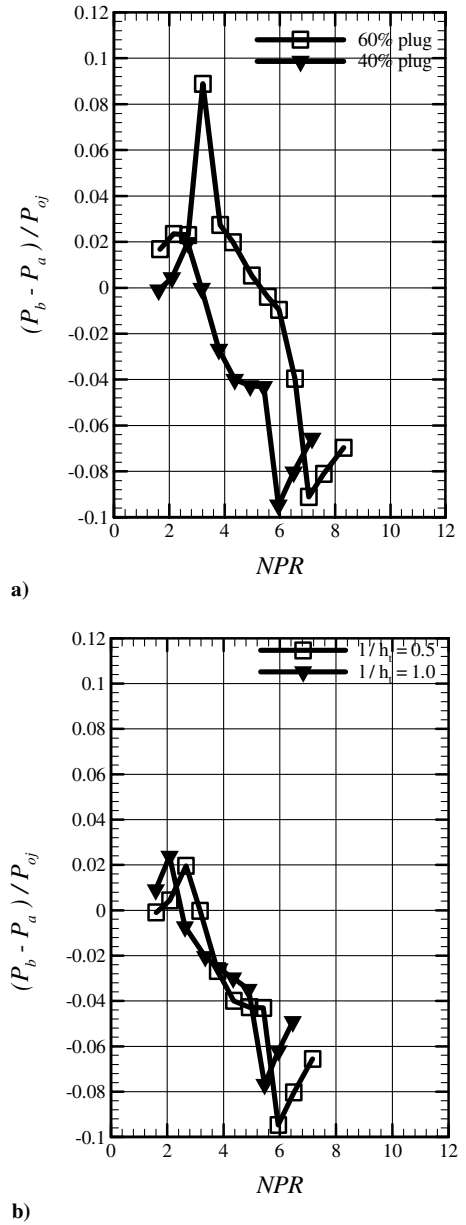 0.12
60% plug
40% plug
0.1
0.08
0.06
0.04
0.02
0
-0.02
-0.04
-0.06
-0.08
-0.1
(P_b - P_a) / P_oj
0 2 4 6 8 10 12
NPR
a)
0.12
l / h_t = 0.5
l / h_t = 1.0
0.1
0.08
0.06
0.04
0.02
0
-0.02
-0.04
-0.06
-0.08
-0.1
(P_b - P_a) / P_oj
0 2 4 6 8 10 12
NPR
b)